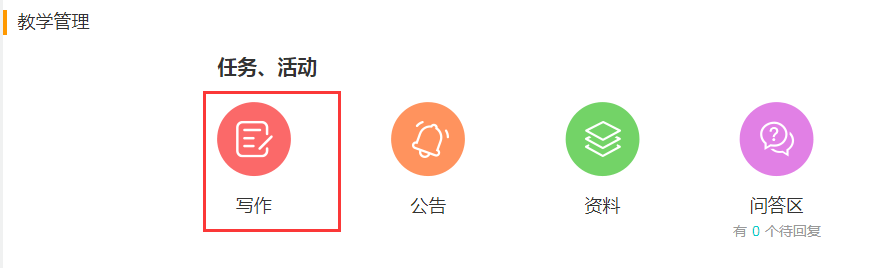 教学管理
任务、活动
写作
公告
资料
问答区
有 0 个待回复